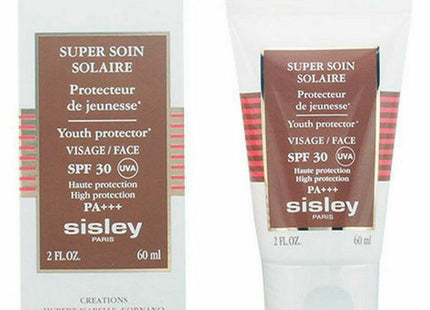 SUPER SOIN
SOLAIRE
Protecteur
de jeunesse*
Youth protector*
VISAGE / FACE
SPF 30 UVA
Haute protection
High protection
PA+++
sisley
PARIS
2 FL.OZ. 60 ml
CREATIONS
SUPER SOIN
SOLAIRE
Protecteur
de jeunesse*
Youth protector*
VISAGE / FACE
SPF 30 UVA
Haute protection
High protection
PA+++
sisley
PARIS
2 FL.OZ. 60 ml